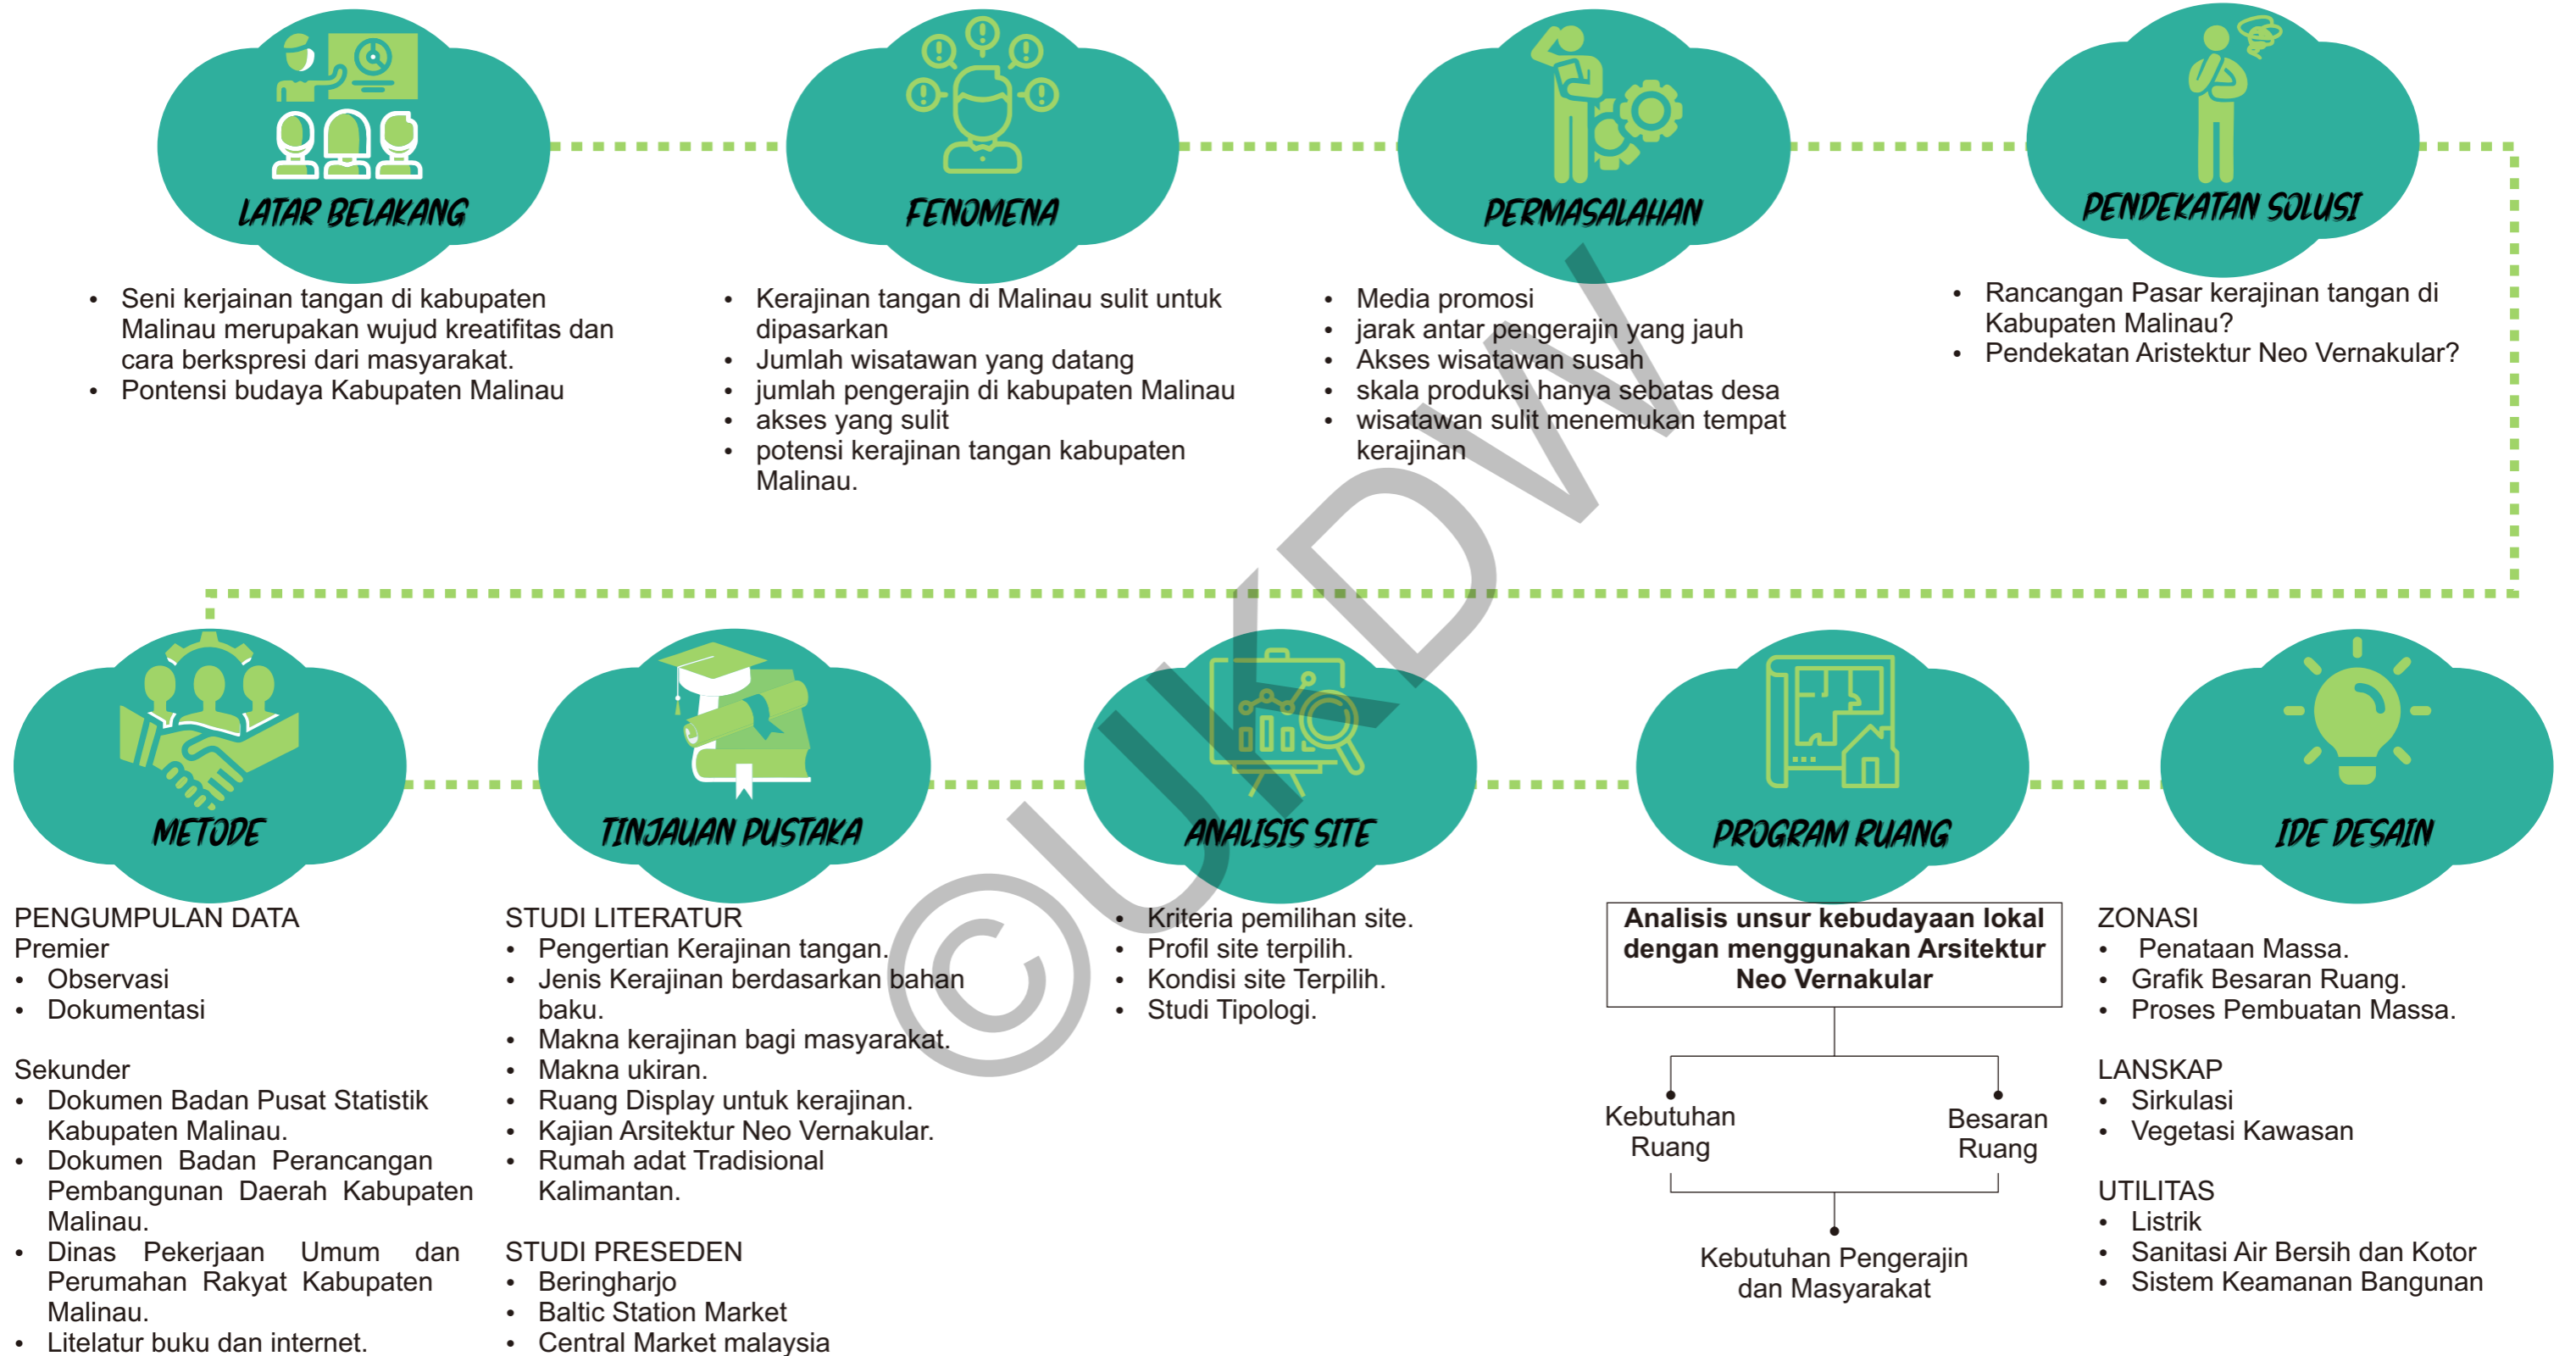 LATAR BELAKANG
• Seni kerjainan tangan di kabupaten
Malinau merupakan wujud kreatifitas dan
cara berkspresi dari masyarakat.
• Pontensi budaya Kabupaten Malinau
FENOMENA
• Kerajinan tangan di Malinau sulit untuk
dipasarkan
• Jumlah wisatawan yang datang
• jumlah pengerajin di kabupaten Malinau
• akses yang sulit
• potensi kerajinan tangan kabupaten
Malinau.
PERMASALAHAN
• Media promosi
• jarak antar pengerajin yang jauh
• Akses wisatawan susah
• skala produksi hanya sebatas desa
• wisatawan sulit menemukan tempat
kerajinan
PENDEKATAN SOLUSI
• Rancangan Pasar kerajinan tangan di
Kabupaten Malinau?
• Pendekatan Aristektur Neo Vernakular?
METODE
PENGUMPULAN DATA
Premier
• Observasi
• Dokumentasi
Sekunder
• Dokumen Badan Pusat Statistik
Kabupaten Malinau.
• Dokumen Badan Perancangan
Pembangunan Daerah Kabupaten
Malinau.
• Dinas Pekerjaan Umum dan
Perumahan Rakyat Kabupaten
Malinau.
• Litelatur buku dan internet.
TINJAUAN PUSTAKA
STUDI LITERATUR
• Pengertian Kerajinan tangan.
• Jenis Kerajinan berdasarkan bahan
baku.
• Makna kerajinan bagi masyarakat.
• Makna ukiran.
• Ruang Display untuk kerajinan.
• Kajian Arsitektur Neo Vernakular.
• Rumah adat Tradisional
Kalimantan.
STUDI PRESEDEN
• Beringharjo
• Baltic Station Market
• Central Market malaysia
ANALISIS SITE
• Kriteria pemilihan site.
• Profil site terpilih.
• Kondisi site Terpilih.
• Studi Tipologi.
PROGRAM RUANG
Analisis unsur kebudayaan lokal
dengan menggunakan Arsitektur
Neo Vernakular
Kebutuhan
Ruang
Besaran
Ruang
Kebutuhan Pengerajin
dan Masyarakat
IDE DESAIN
ZONASI
• Penataan Massa.
• Grafik Besaran Ruang.
• Proses Pembuatan Massa.
LANSKAP
• Sirkulasi
• Vegetasi Kawasan
UTILITAS
• Listrik
• Sanitasi Air Bersih dan Kotor
• Sistem Keamanan Bangunan
©UKDW